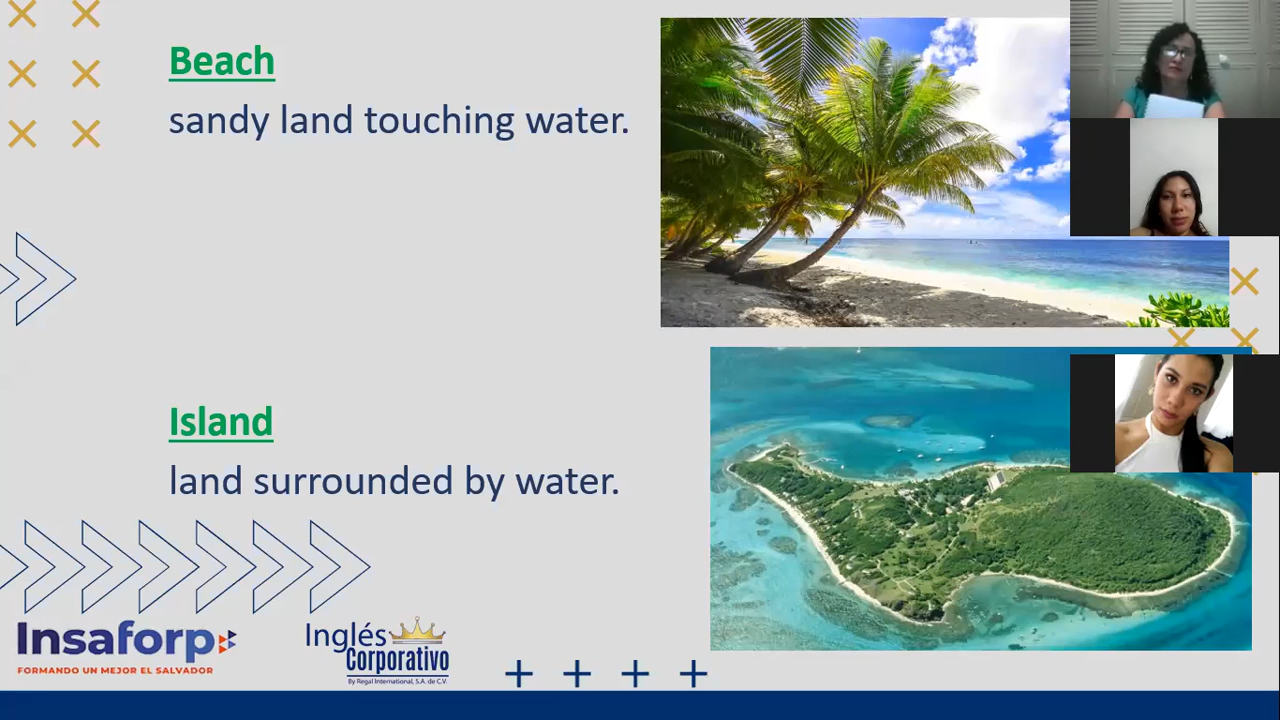 Beach
sandy land touching water.
Island
land surrounded by water.
Insaforp
FORMANDO UN MEJOR EL SALVADOR
Inglés
Corporativo
By Regal International, S.A. de C.V.